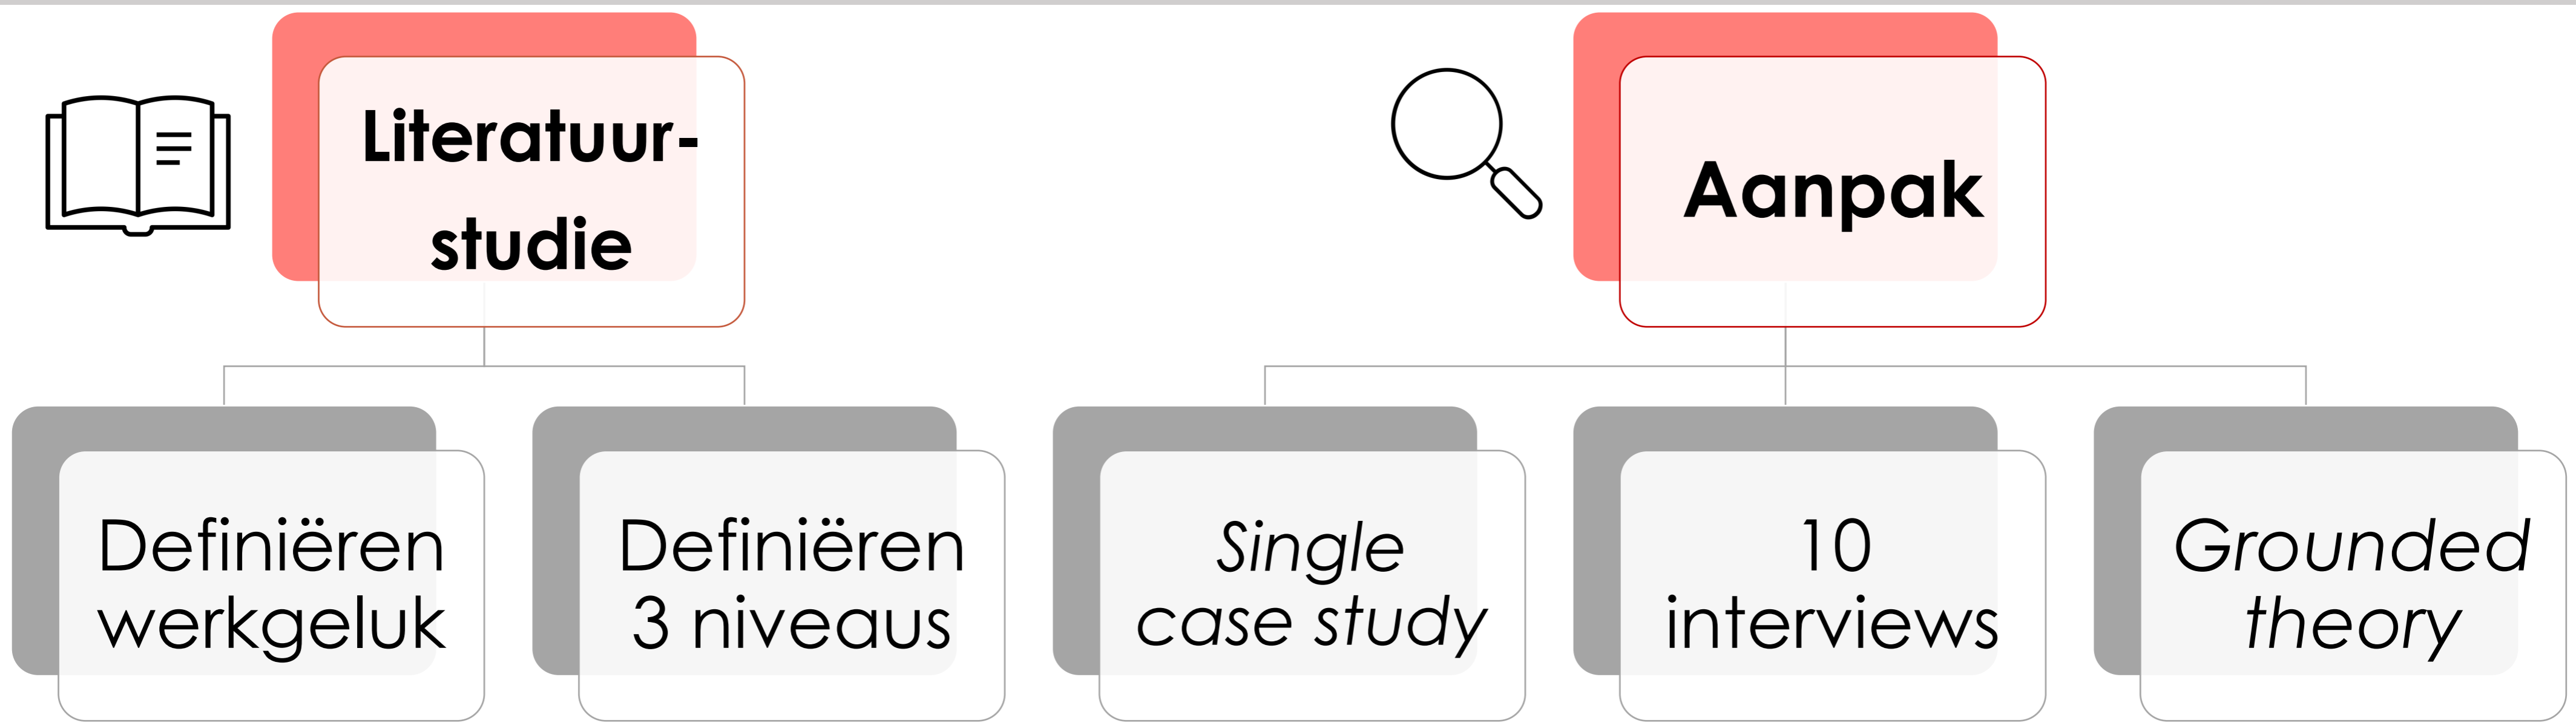 Literatuur-
studie
Aanpak
Definiëren
werkgeluk
Definiëren
3 niveaus
Single
case study
10
interviews
Grounded
theory